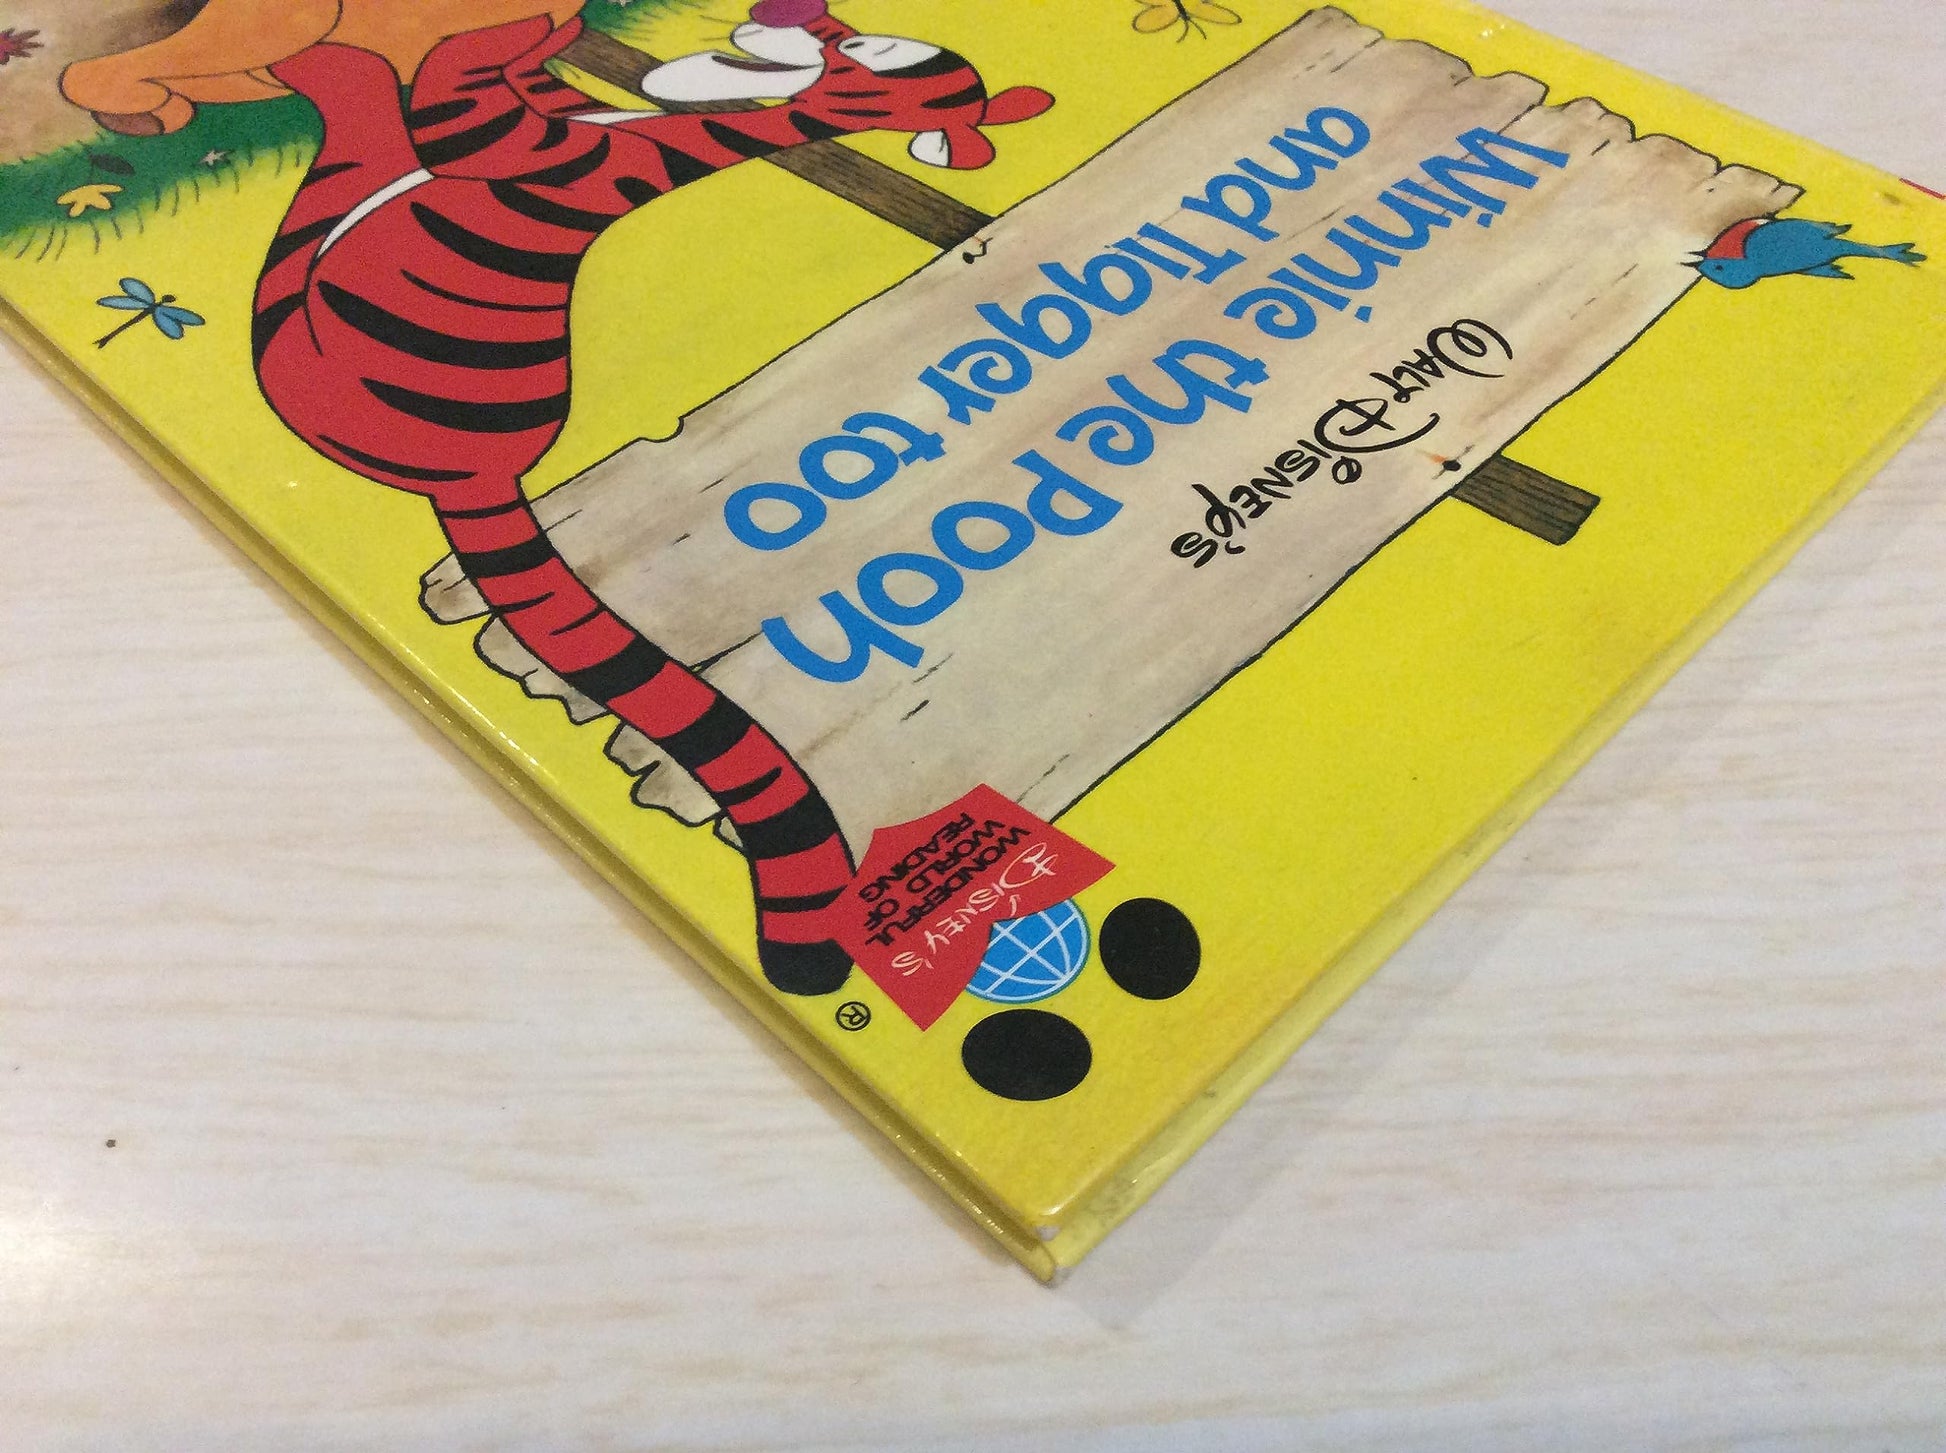 Walt Disney's
Winnie the Pooh
and Tigger too
Disney's
WONDERFUL
WORLD OF
READING
®